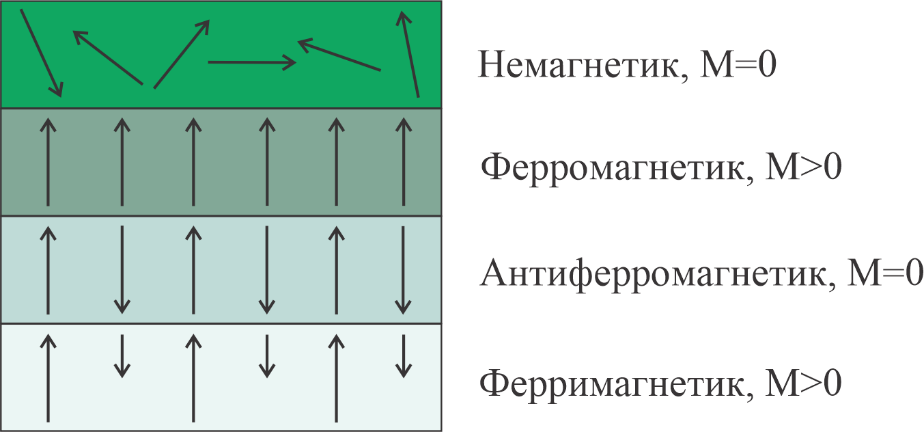 Немагнетик, М=0
Ферромагнетик, М>0
Антиферромагнетик, М=0
Ферримагнетик, М>0